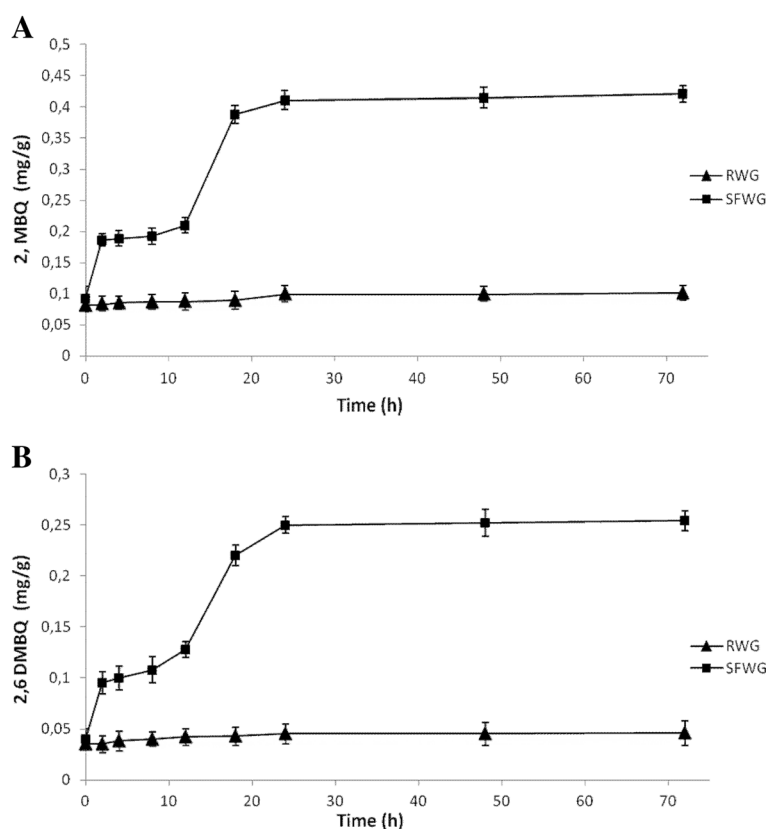 A
0,5
0,45
0,4
0,35
0,3
0,25
0,2
0,15
0,1
0,05
0
2, MBQ (mg/g)
RWG
SFWG
0 10 20 30 40 50 60 70
Time (h)
B
0,3
0,25
0,2
0,15
0,1
0,05
0
2,6 DMBQ (mg/g)
RWG
SFWG
0 10 20 30 40 50 60 70
Time (h)